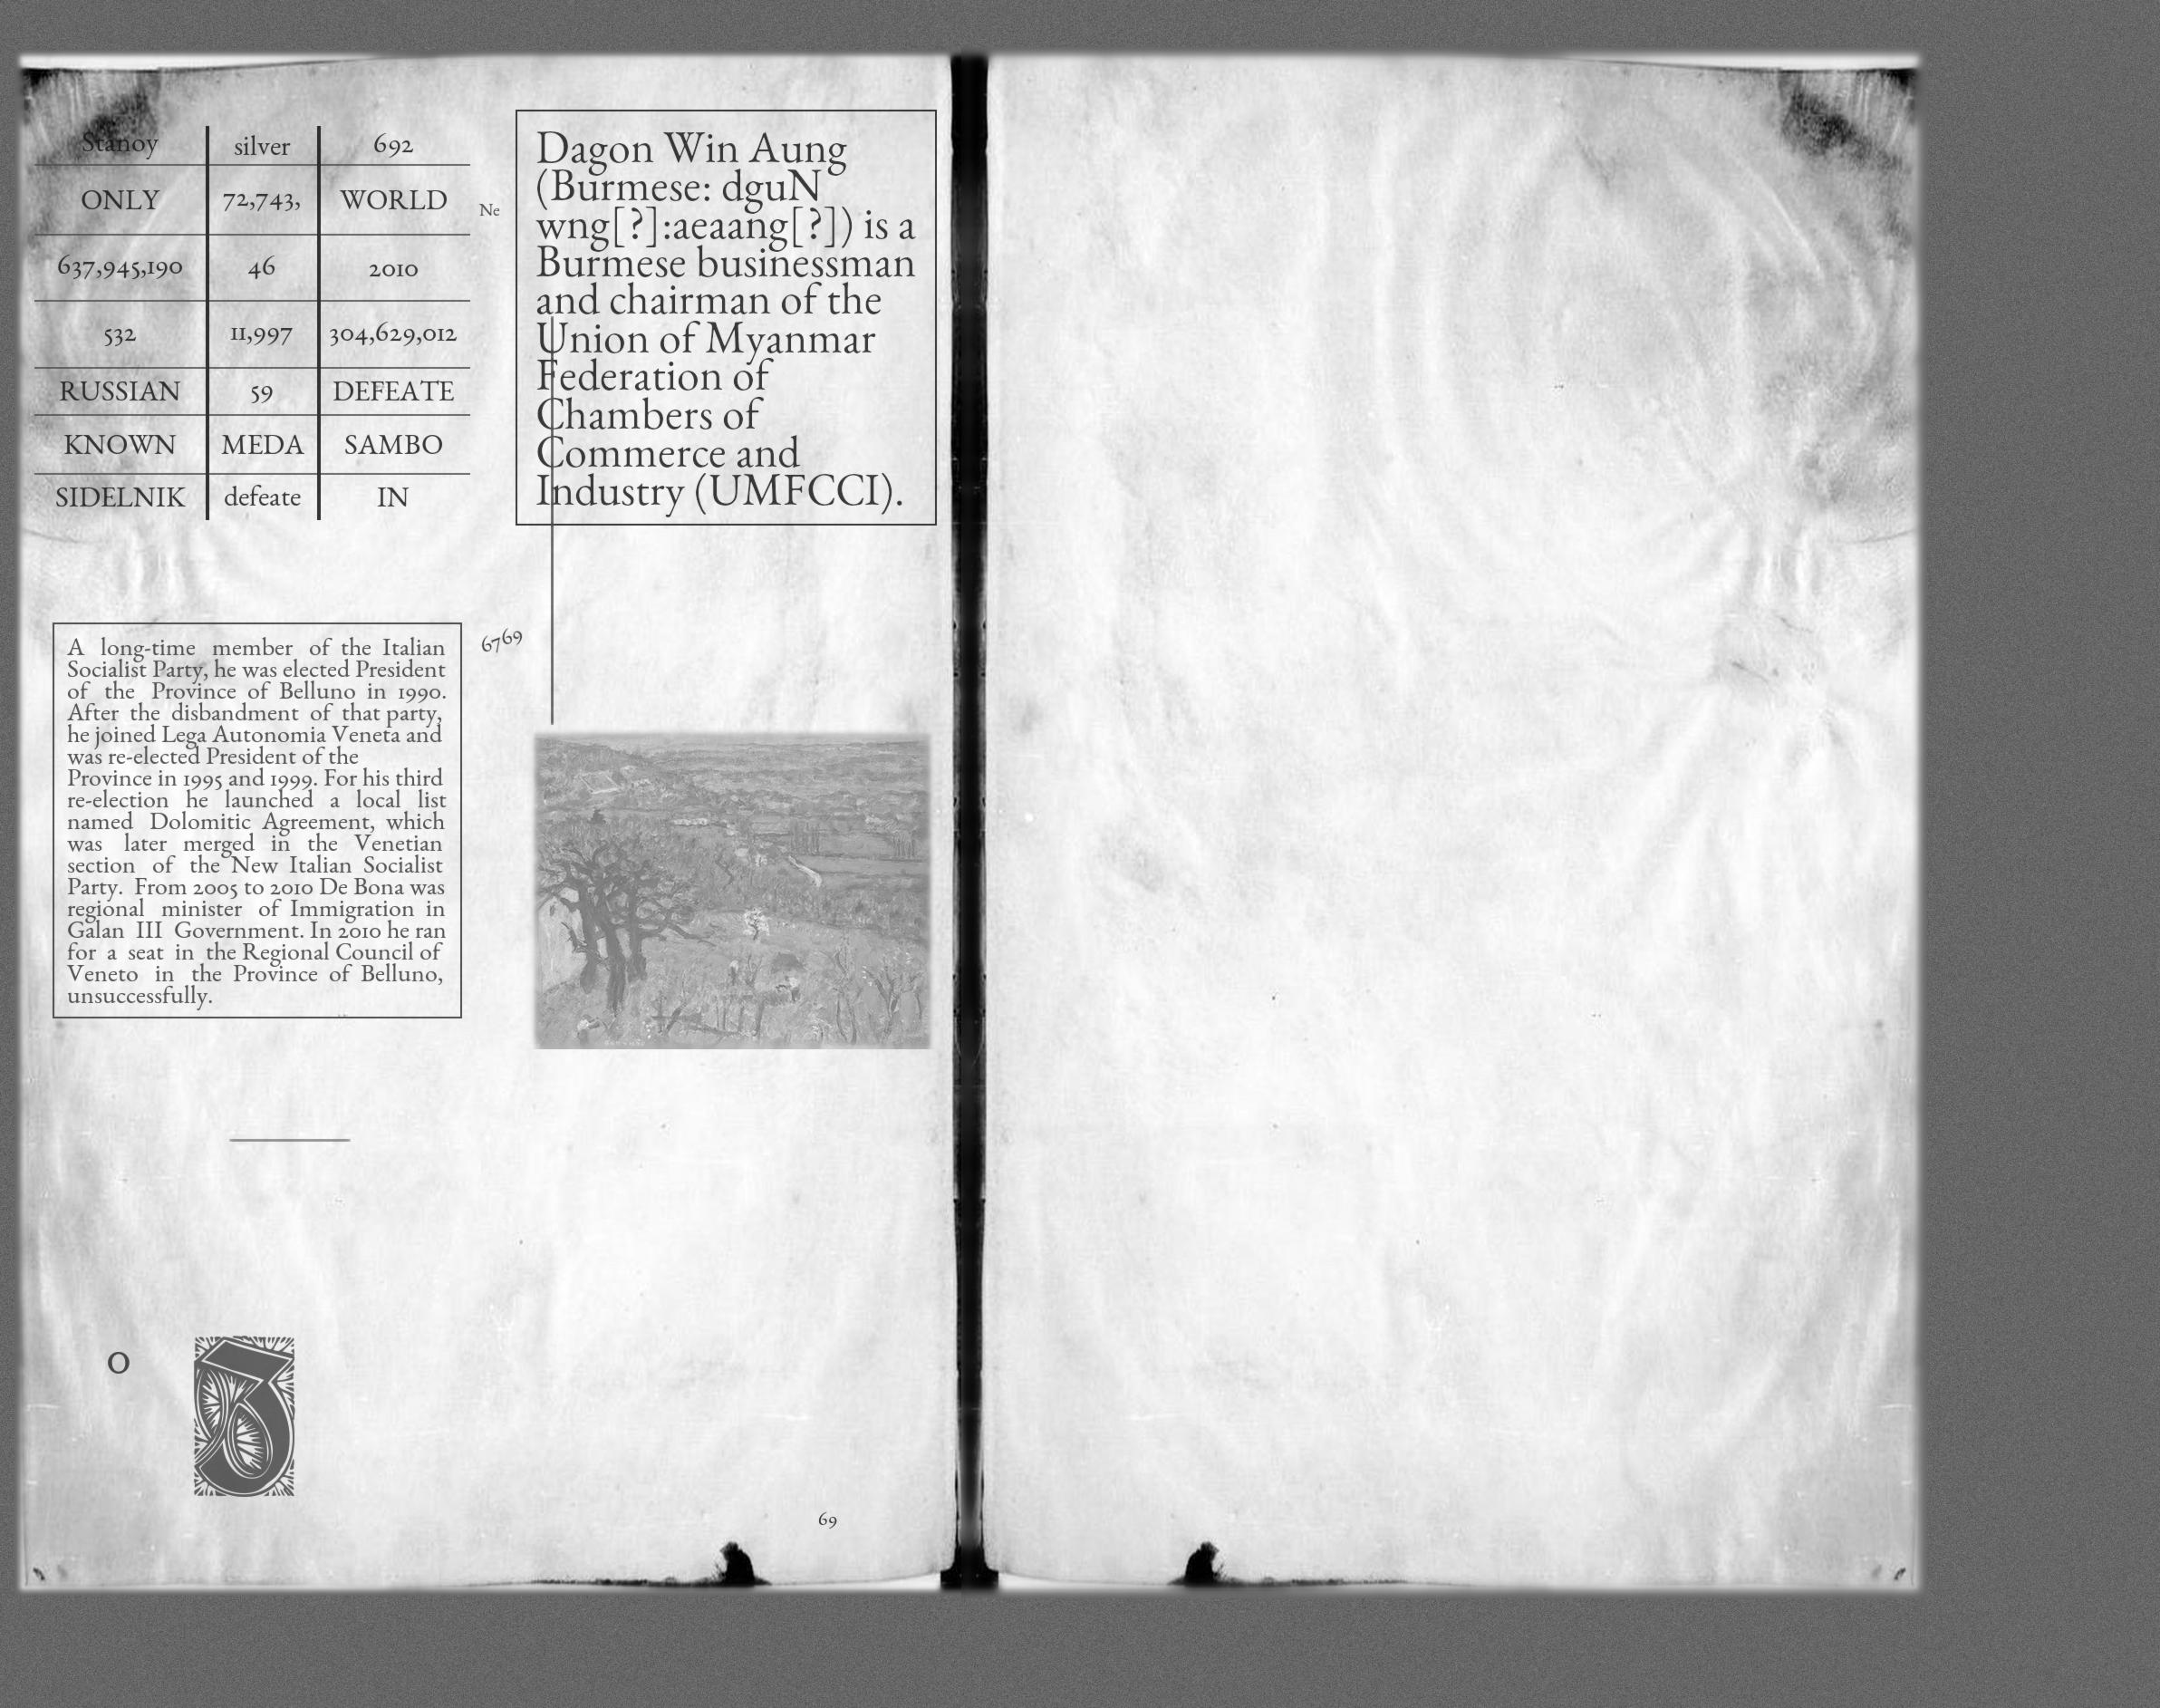 Stanoy silver 692
ONLY 72,743, WORLD
637,945,190 46 2010
532 11,997 304,629,012
RUSSIAN 59 DEFEATE
KNOWN MEDA SAMBO
SIDELNIK defeate IN
Ne
Dagon Win Aung
(Burmese: dguN
wng[?]:aeaang[?]) is a
Burmese businessman
and chairman of the
Union of Myanmar
Federation of
Chambers of
Commerce and
Industry (UMFCCI).
A long-time member of the Italian
Socialist Party, he was elected President
of the Province of Belluno in 1990.
After the disbandment of that party,
he joined Lega Autonomia Veneta and
was re-elected President of the
Province in 1995 and 1999. For his third
re-election he launched a local list
named Dolomitic Agreement, which
was later merged in the Venetian
section of the New Italian Socialist
Party. From 2005 to 2010 De Bona was
regional minister of Immigration in
Galan III Government. In 2010 he ran
for a seat in the Regional Council of
Veneto in the Province of Belluno,
unsuccessfully.
6769
O
69